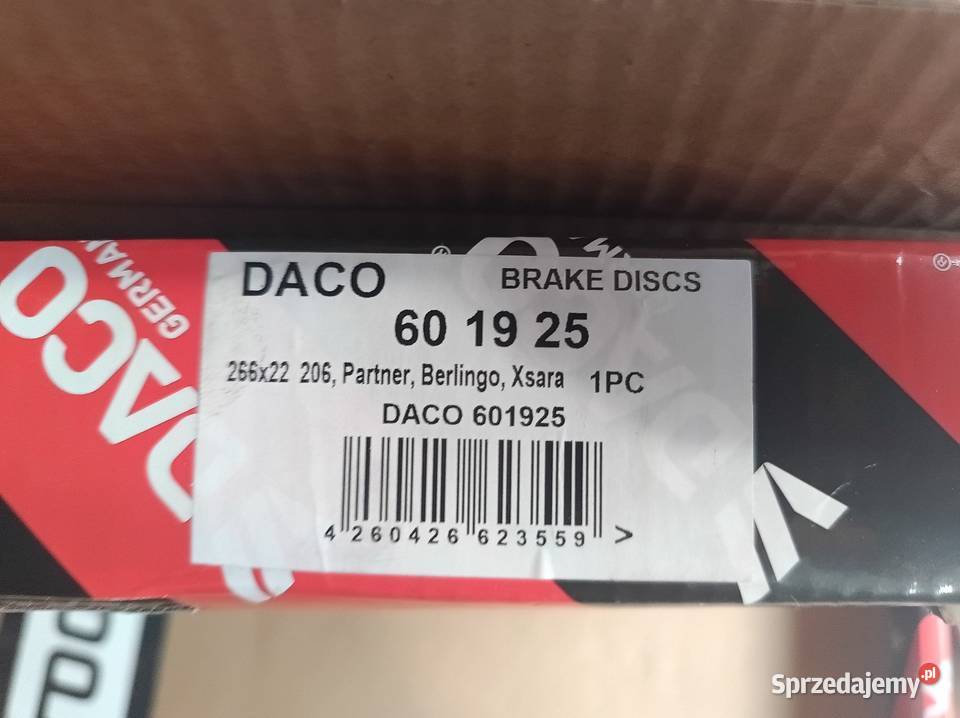 DACO
GERMAN
DACO BRAKE DISCS
60 19 25
266x22 206, Partner, Berlingo, Xsara 1PC
DACO 601925
4 260426 623559 >
Sprzedajemy.pl